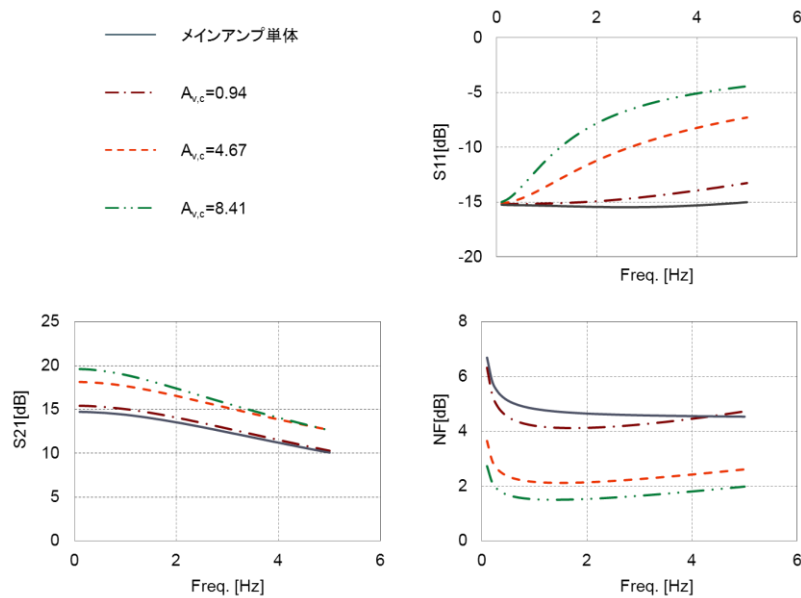 メインアンプ単体
Av,c=0.94
Av,c=4.67
Av,c=8.41
0 2 4 6
0
-5
-10
-15
-20
S11[dB]
Freq. [Hz]
25
20
15
10
5
0
S21[dB]
0 2 4 6
Freq. [Hz]
8
6
4
2
0
NF[dB]
0 2 4 6
Freq. [Hz]